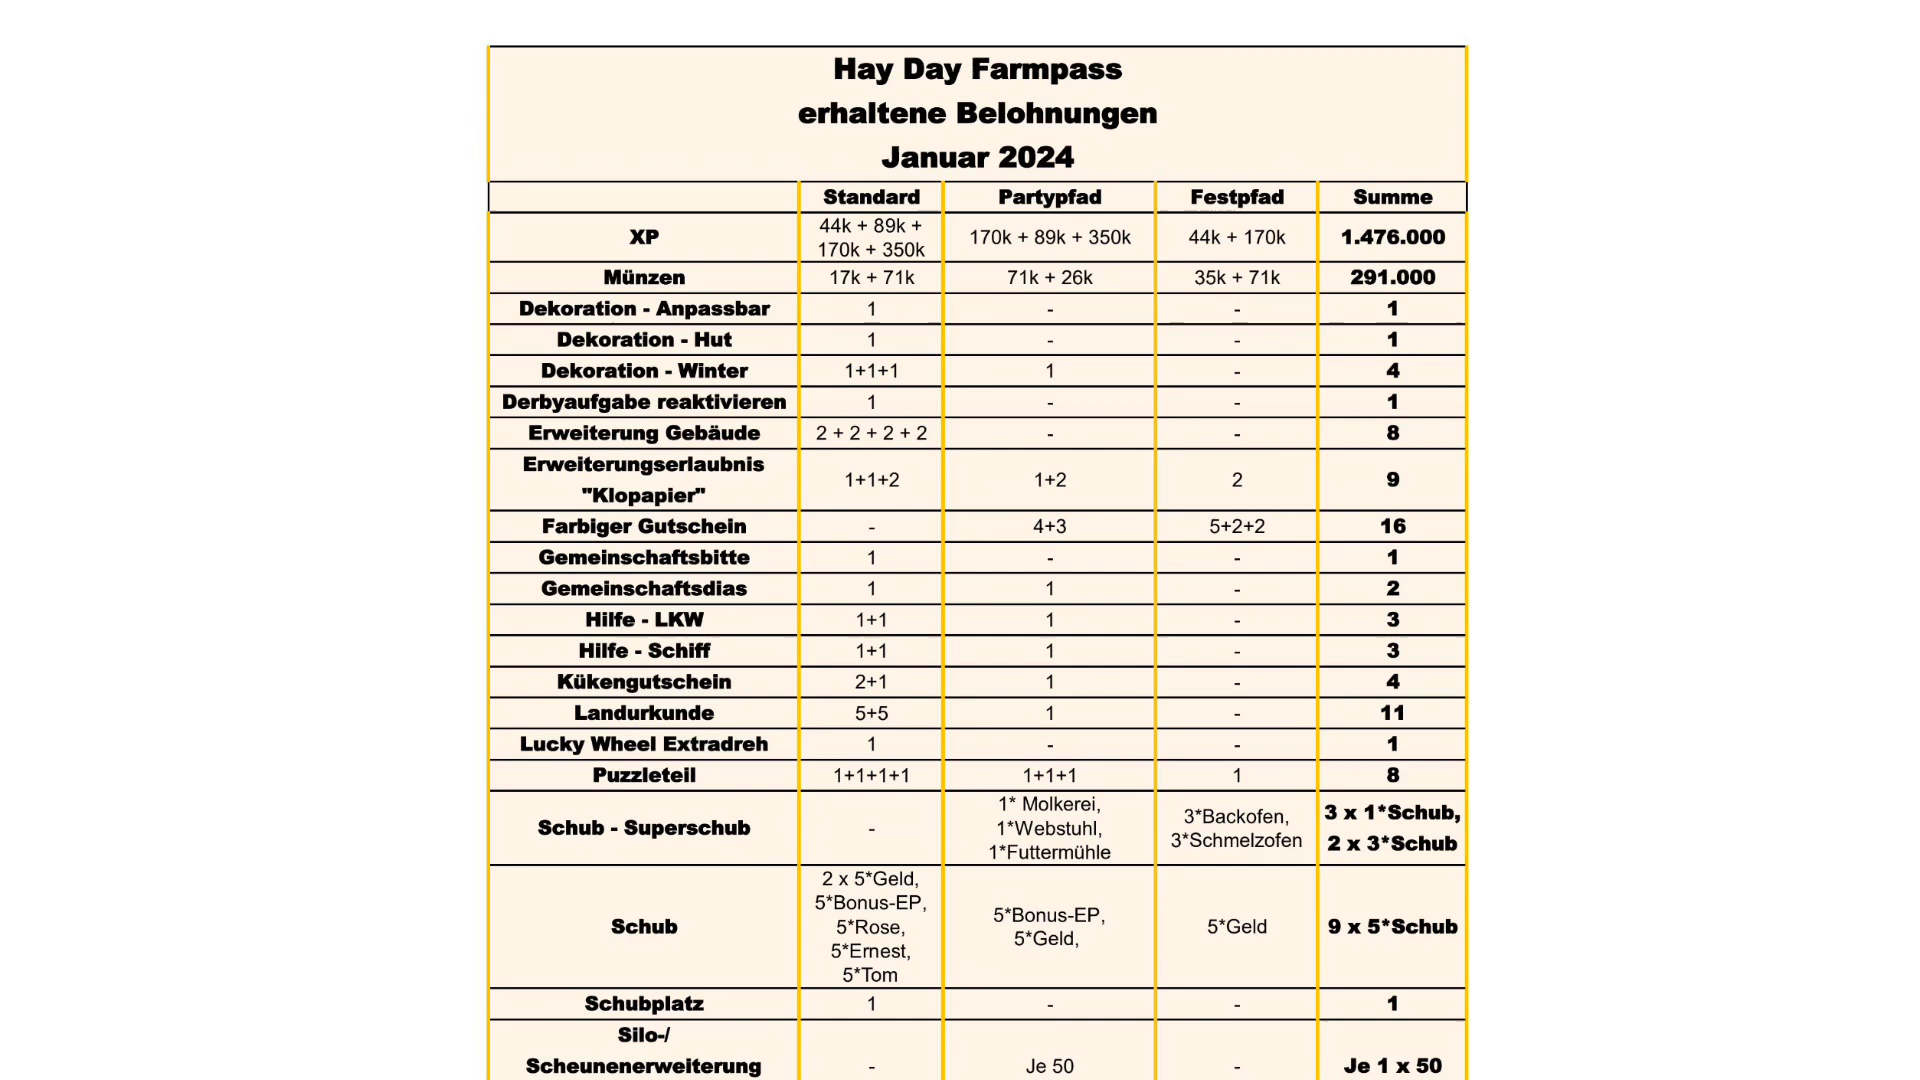 Hay Day Farmpass
erhaltene Belohnungen
Januar 2024
Standard Partypfad Festpfad Summe
XP 44k + 89k + 170k + 350k 170k + 89k + 350k 44k + 170k 1.476.000
Münzen 17k + 71k 71k + 26k 35k + 71k 291.000
Dekoration - Anpassbar 1 - - 1
Dekoration - Hut 1 - - 1
Dekoration - Winter 1+1+1 1 - 4
Derbyaufgabe reaktivieren 1 - - 1
Erweiterung Gebäude 2 + 2 + 2 + 2 - - 8
Erweiterungserlaubnis "Klopapier" 1+1+2 1+2 2 9
Farbiger Gutschein - 4+3 5+2+2 16
Gemeinschaftsbitte 1 - - 1
Gemeinschaftsdias 1 1 - 2
Hilfe - LKW 1+1 1 - 3
Hilfe - Schiff 1+1 1 - 3
Kükengutschein 2+1 1 - 4
Landurkunde 5+5 1 - 11
Lucky Wheel Extradreh 1 - - 1
Puzzleteil 1+1+1+1 1+1+1 1 8
Schub - Superschub - 1* Molkerei, 1*Webstuhl, 1*Futtermühle 3*Backofen, 3*Schmelzofen 3 x 1*Schub, 2 x 3*Schub
Schub 2 x 5*Geld, 5*Bonus-EP, 5*Rose, 5*Ernest, 5*Tom 5*Bonus-EP, 5*Geld, 5*Geld 9 x 5*Schub
Schubplatz 1 - - 1
Silo-/ Scheunenerweiterung - Je 50 - Je 1 x 50